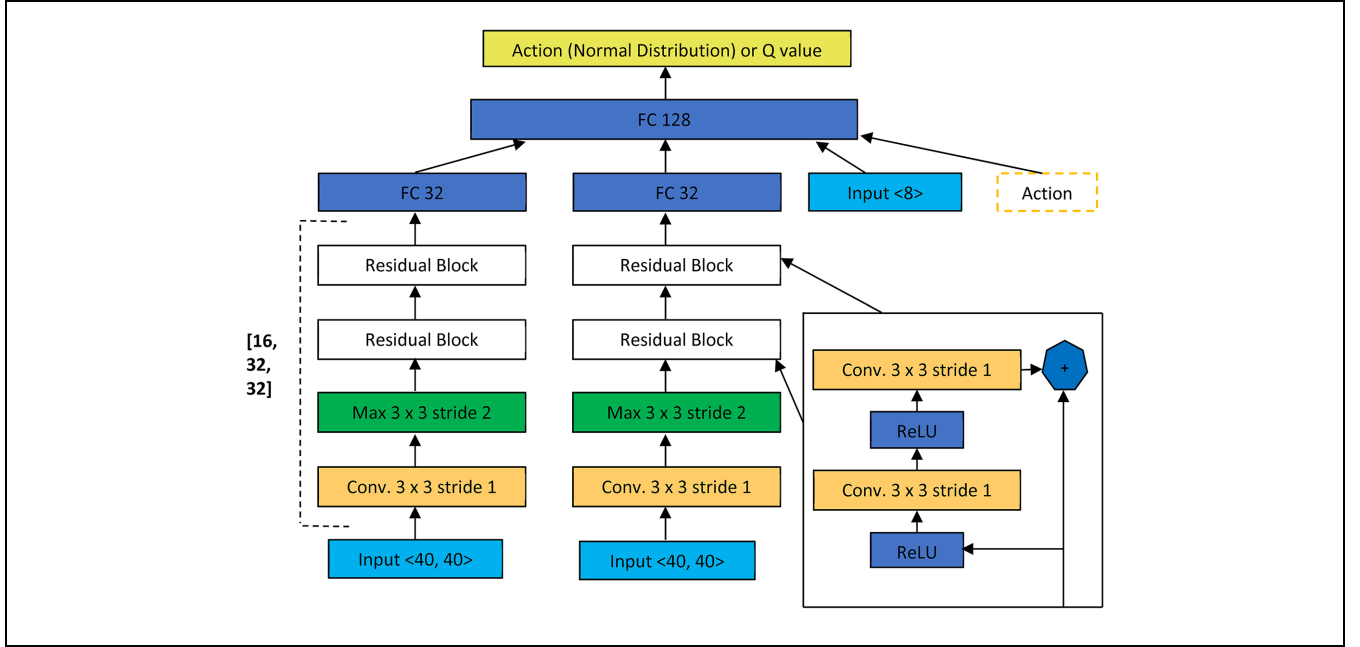 Action (Normal Distribution) or Q value
FC 128
FC 32
FC 32
Input <8>
Action
Residual Block
Residual Block
[16,
32,
32]
Residual Block
Residual Block
Conv. 3 x 3 stride 1
+
Max 3 x 3 stride 2
Max 3 x 3 stride 2
ReLU
Conv. 3 x 3 stride 1
Conv. 3 x 3 stride 1
Conv. 3 x 3 stride 1
Input <40, 40>
Input <40, 40>
ReLU